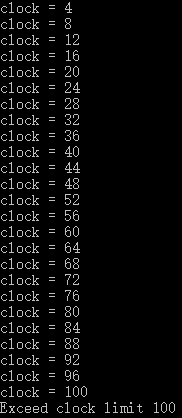 clock = 4
clock = 8
clock = 12
clock = 16
clock = 20
clock = 24
clock = 28
clock = 32
clock = 36
clock = 40
clock = 44
clock = 48
clock = 52
clock = 56
clock = 60
clock = 64
clock = 68
clock = 72
clock = 76
clock = 80
clock = 84
clock = 88
clock = 92
clock = 96
clock = 100
Exceed clock limit 100